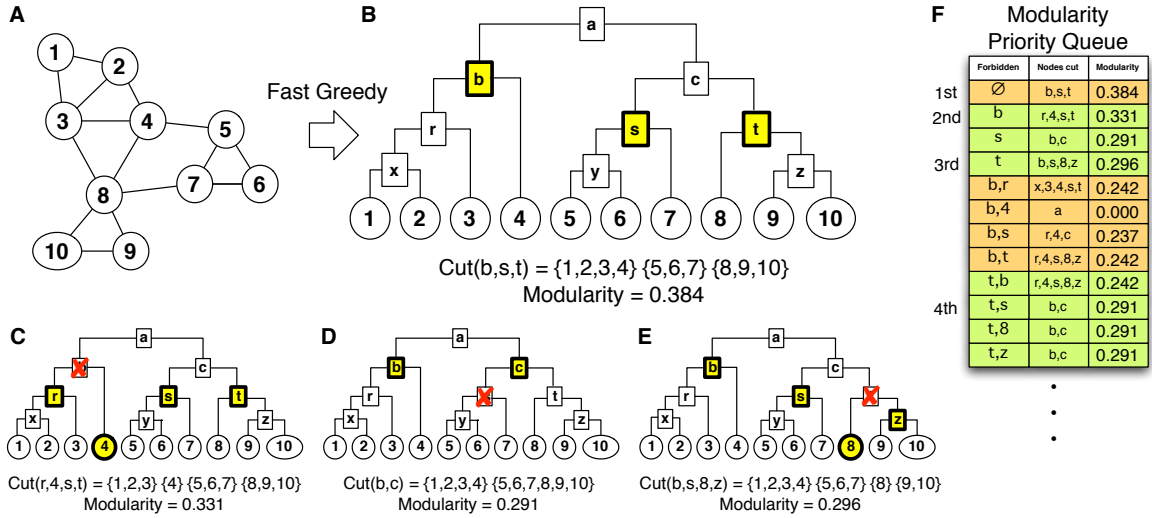 A
1
2
3
4
5
6
7
8
9
10
Fast Greedy
B
a
b
c
r
s
t
x
y
z
1 2 3 4 5 6 7 8 9 10
Cut(b,s,t) = {1,2,3,4} {5,6,7} {8,9,10}
Modularity = 0.384
C
a
c
r
s
t
x
y
z
1 2 3 4 5 6 7 8 9 10
Cut(r,4,s,t) = {1,2,3} {4} {5,6,7} {8,9,10}
Modularity = 0.331
D
a
b
c
r
t
x
y
z
1 2 3 4 5 6 7 8 9 10
Cut(b,c) = {1,2,3,4} {5,6,7,8,9,10}
Modularity = 0.291
E
a
b
c
r
s
x
y
z
1 2 3 4 5 6 7 8 9 10
Cut(b,s,8,z) = {1,2,3,4} {5,6,7} {8} {9,10}
Modularity = 0.296
F
Modularity
Priority Queue
Forbidden Nodes cut Modularity
1st ∅ b,s,t 0.384
2nd b r,4,s,t 0.331
s b,c 0.291
3rd t b,s,8,z 0.296
b,r x,3,4,s,t 0.242
b,4 a 0.000
b,s r,4,c 0.237
b,t r,4,s,8,z 0.242
t,b r,4,s,8,z 0.242
4th t,s b,c 0.291
t,8 b,c 0.291
t,z b,c 0.291